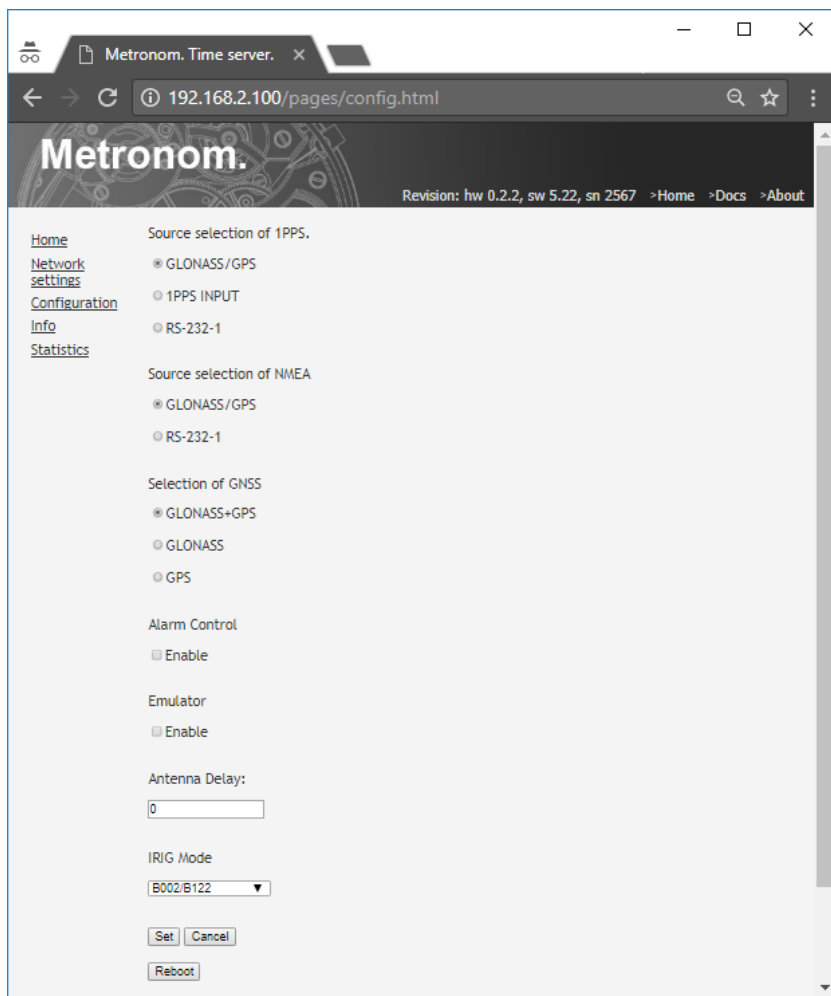 Metronom. Time server.
192.168.2.100/pages/config.html
Metronom.
Revision: hw 0.2.2, sw 5.22, sn 2567 >Home >Docs >About
Home
Network
settings
Configuration
Info
Statistics
Source selection of 1PPS.
GLONASS/GPS
1PPS INPUT
RS-232-1
Source selection of NMEA
GLONASS/GPS
RS-232-1
Selection of GNSS
GLONASS+GPS
GLONASS
GPS
Alarm Control
Enable
Emulator
Enable
Antenna Delay:
0
IRIG Mode
B002/B122
Set Cancel
Reboot